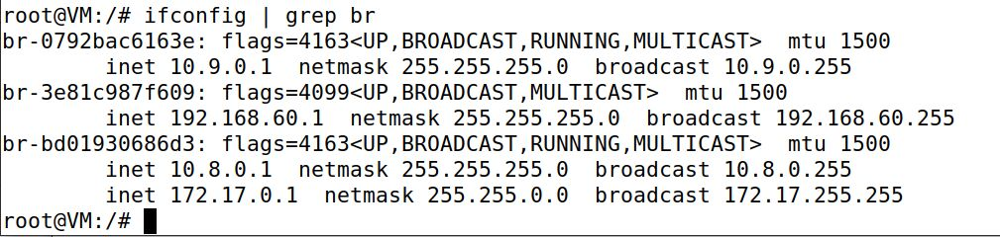 root@VM:/# ifconfig | grep br
br-0792bac6163e: flags=4163<UP,BROADCAST,RUNNING,MULTICAST>  mtu 1500
        inet 10.9.0.1  netmask 255.255.255.0  broadcast 10.9.0.255
br-3e81c987f609: flags=4099<UP,BROADCAST,MULTICAST>  mtu 1500
        inet 192.168.60.1  netmask 255.255.255.0  broadcast 192.168.60.255
br-bd01930686d3: flags=4163<UP,BROADCAST,RUNNING,MULTICAST>  mtu 1500
        inet 10.8.0.1  netmask 255.255.255.0  broadcast 10.8.0.255
        inet 172.17.0.1  netmask 255.255.0.0  broadcast 172.17.255.255
root@VM:/#